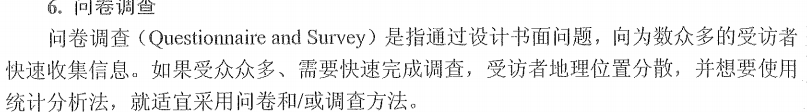 6. 问卷调查
问卷调查（Questionnaire and Survey）是指通过设计书面问题，向为数众多的受访者
快速收集信息。如果受众众多、需要快速完成调查，受访者地理位置分散，并想要使用
统计分析法，就适宜采用问卷和/或调查方法。